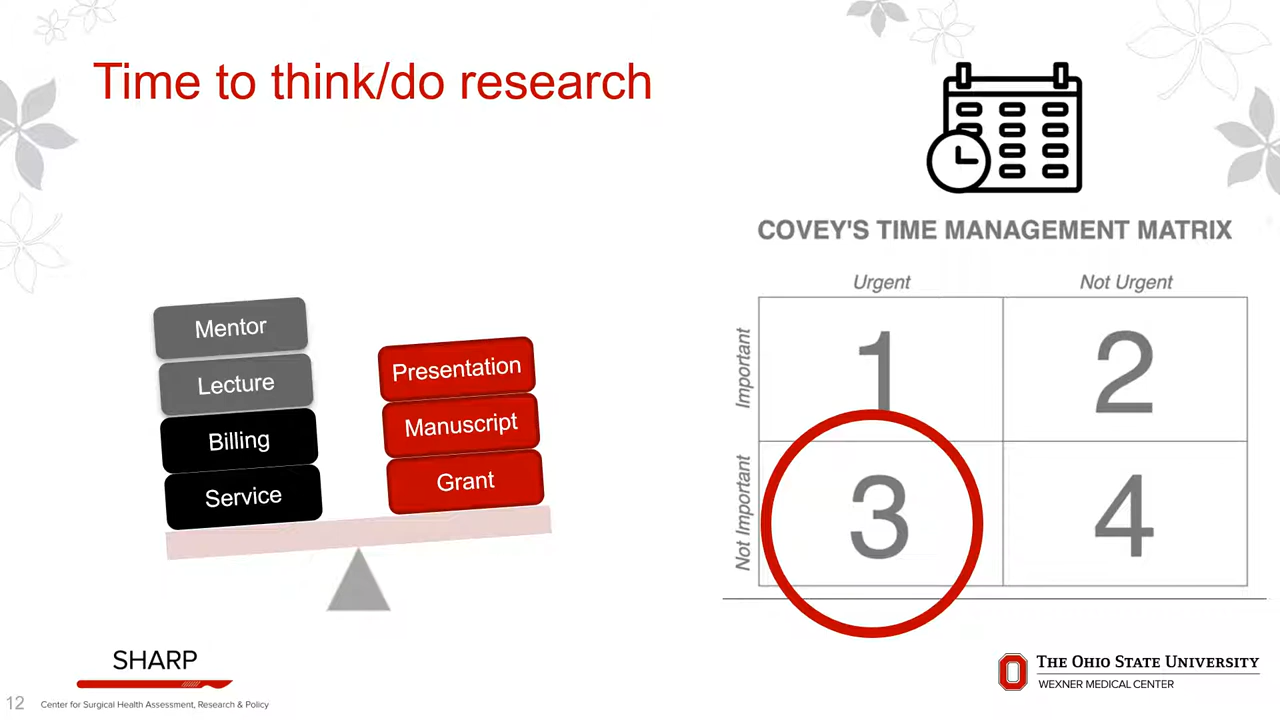 Time to think/do research
Mentor
Lecture
Billing
Service
Presentation
Manuscript
Grant
COVEY'S TIME MANAGEMENT MATRIX
Urgent
Not Urgent
Important
1
2
Not Important
3
4
SHARP
12 Center for Surgical Health Assessment, Research & Policy
THE OHIO STATE UNIVERSITY
WEXNER MEDICAL CENTER